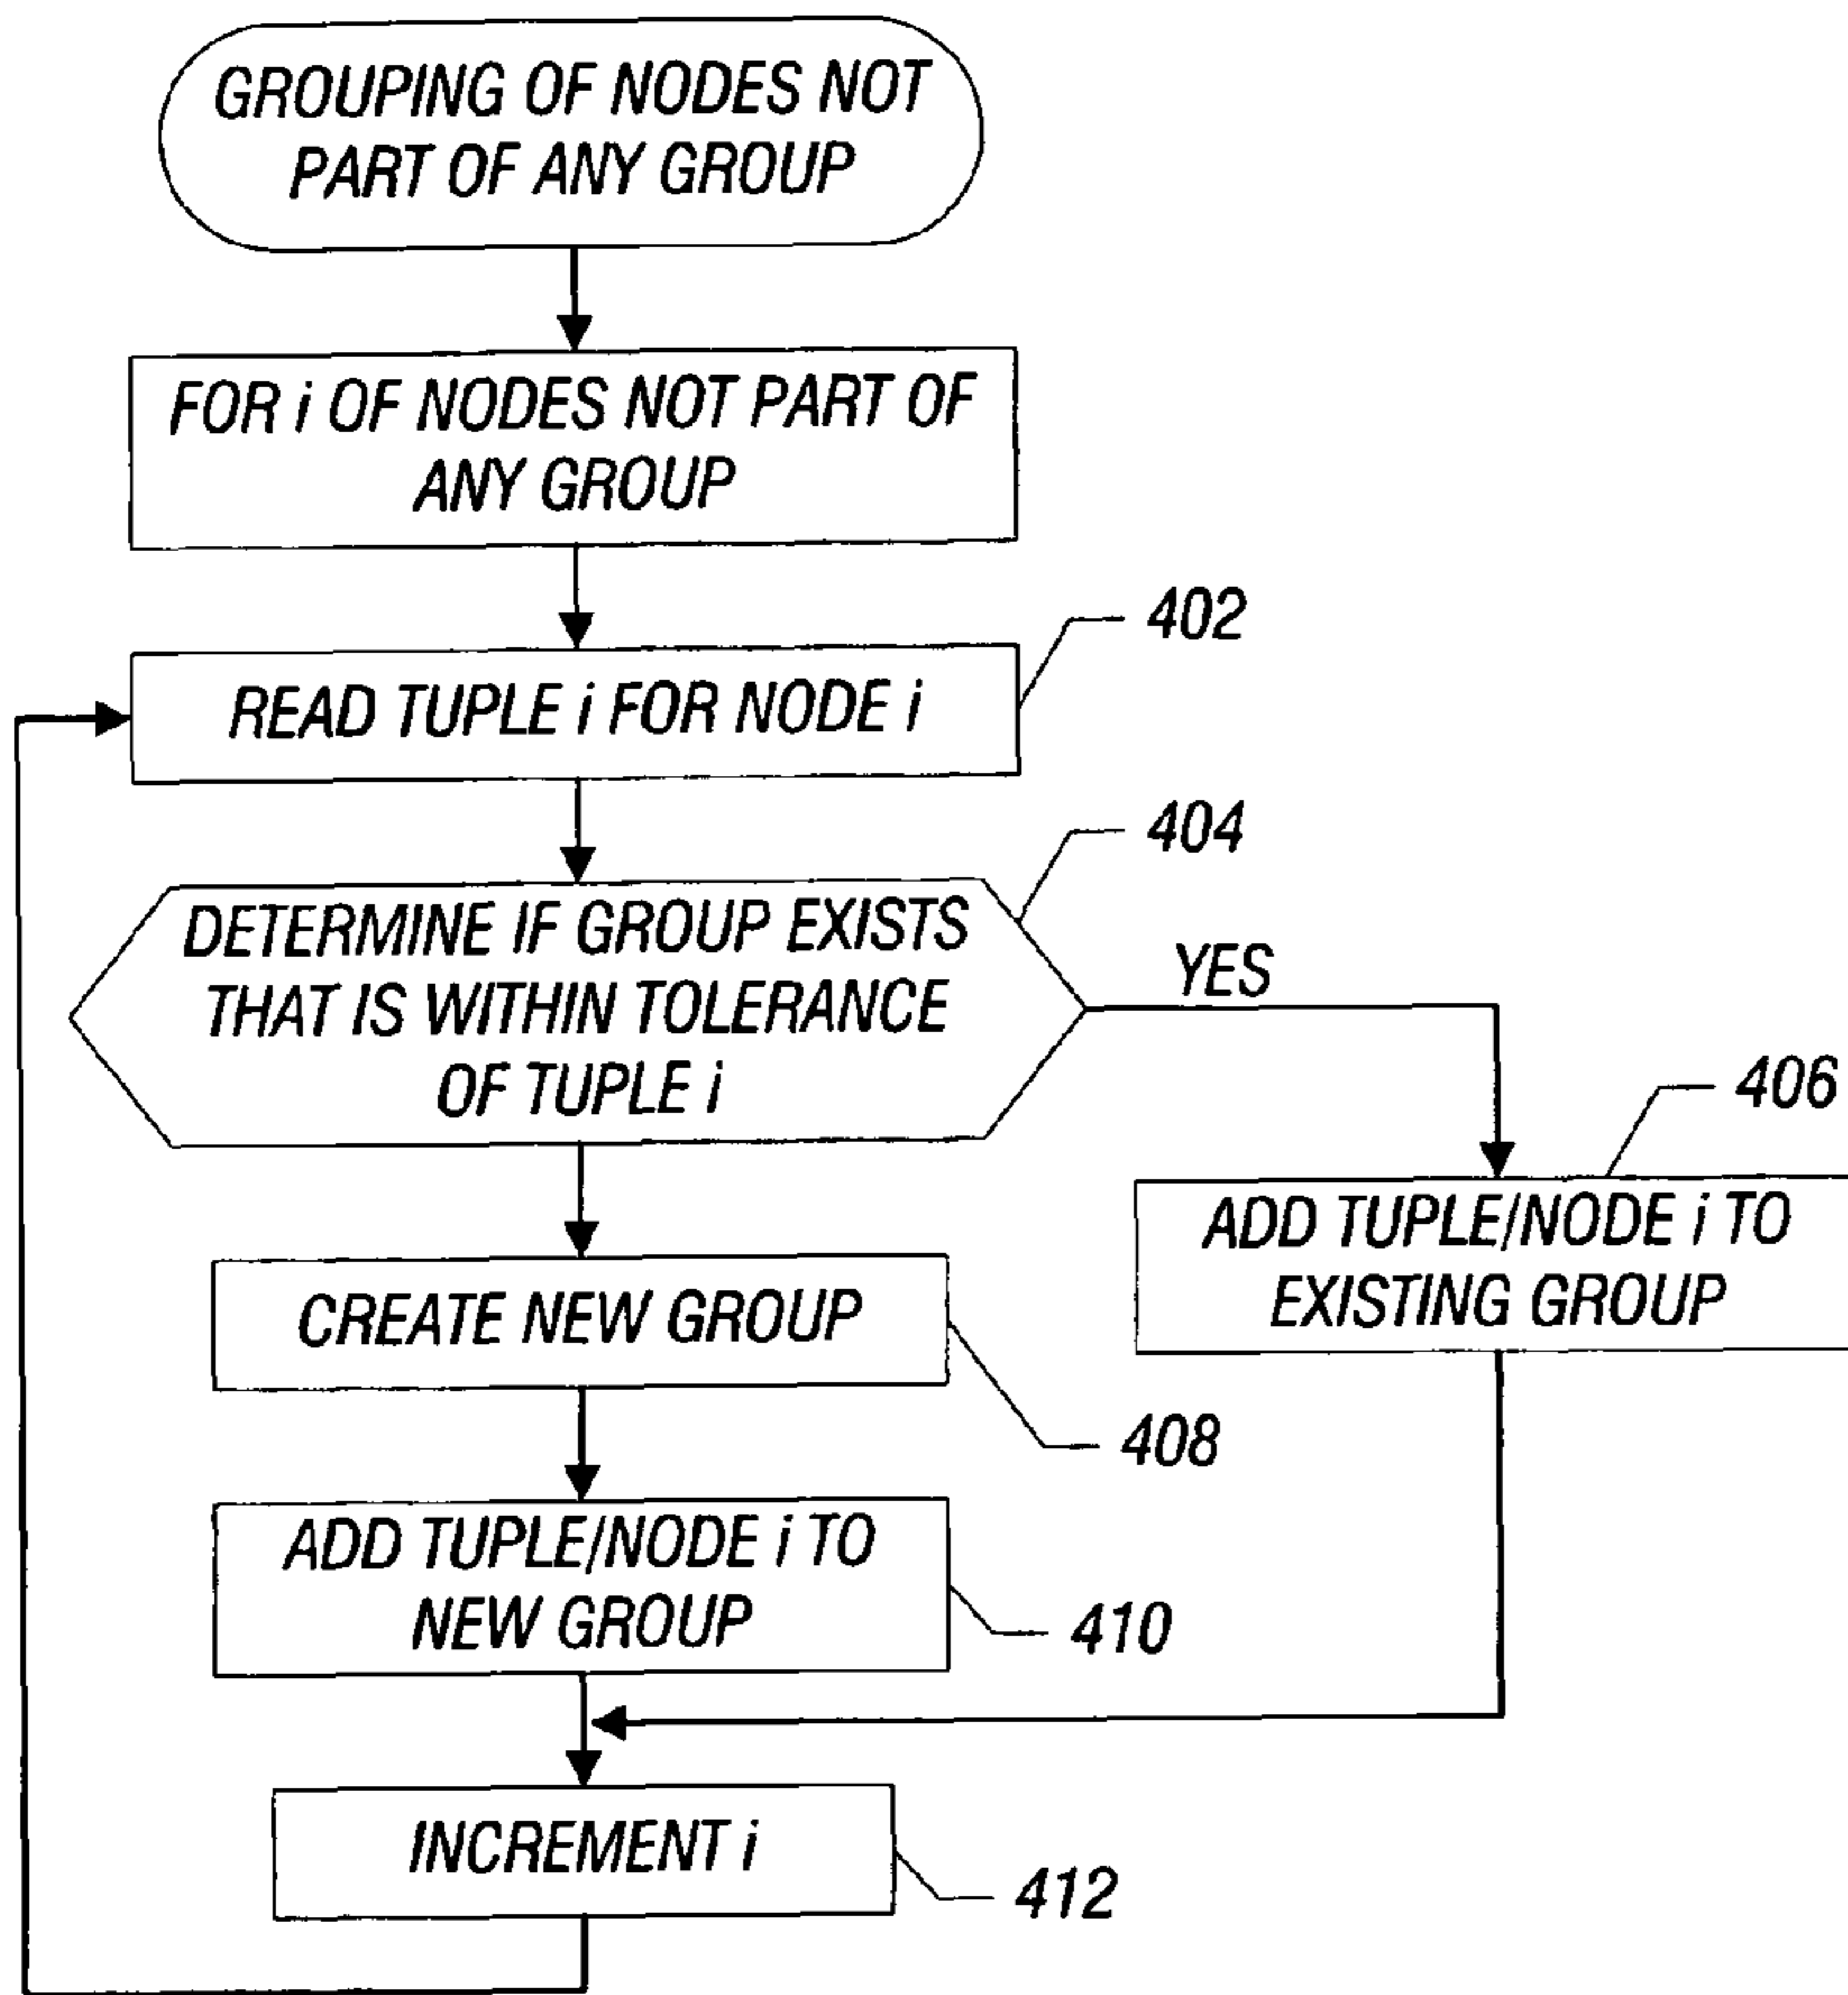 GROUPING OF NODES NOT
PART OF ANY GROUP
FOR i OF NODES NOT PART OF
ANY GROUP
402
READ TUPLE i FOR NODE i
404
DETERMINE IF GROUP EXISTS
THAT IS WITHIN TOLERANCE
OF TUPLE i
YES
406
ADD TUPLE/NODE i TO
EXISTING GROUP
CREATE NEW GROUP
408
ADD TUPLE/NODE i TO
NEW GROUP
410
INCREMENT i
412